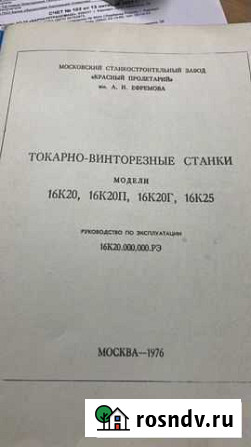 МОСКОВСКИЙ СТАНКОСТРОИТЕЛЬНЫЙ ЗАВОД
«КРАСНЫЙ ПРОЛЕТАРИЙ»
им. А. И. ЕФРЕМОВА
ТОКАРНО-ВИНТОРЕЗНЫЕ СТАНКИ
МОДЕЛИ
16К20, 16К20П, 16К20Г, 16К25
РУКОВОДСТВО ПО ЭКСПЛУАТАЦИИ
16К20.000.000.РЭ
МОСКВА—1976
rosndv.ru